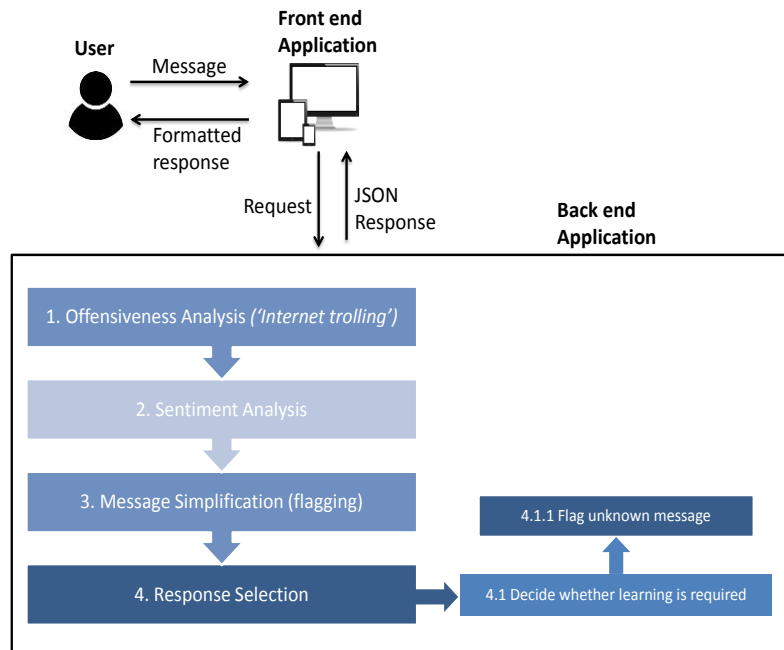 Front end
Application
User
Message
Formatted
response
Request
JSON
Response
Back end
Application
1. Offensiveness Analysis (‘Internet trolling’)
2. Sentiment Analysis
3. Message Simplification (flagging)
4.1.1 Flag unknown message
4. Response Selection
4.1 Decide whether learning is required